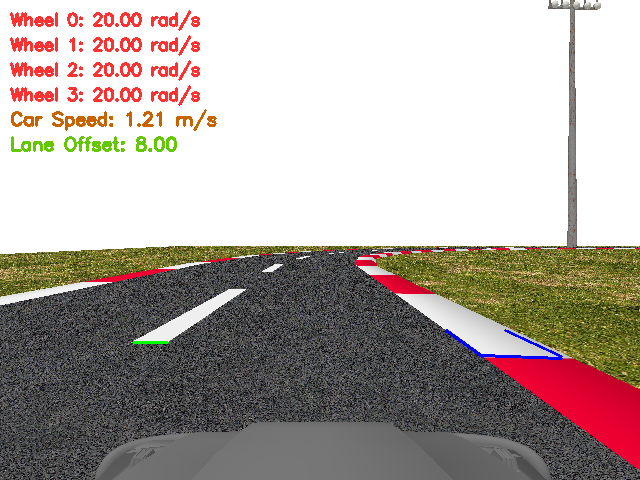 Wheel 0: 20.00 rad/s
Wheel 1: 20.00 rad/s
Wheel 2: 20.00 rad/s
Wheel 3: 20.00 rad/s
Car Speed: 1.21 m/s
Lane Offset: 8.00